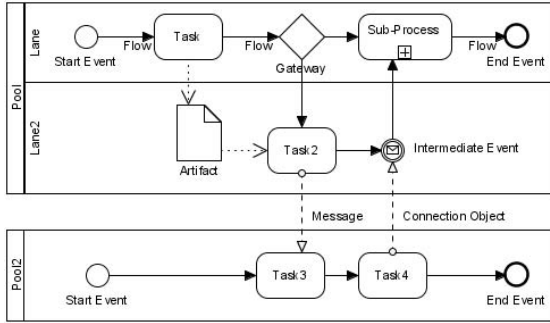 Pool
Lane
Start Event
Flow
Task
Flow
Gateway
Sub-Process
Flow
End Event
Lane2
Artifact
Task2
Intermediate Event
Message
Connection Object
Pool2
Start Event
Task3
Task4
End Event